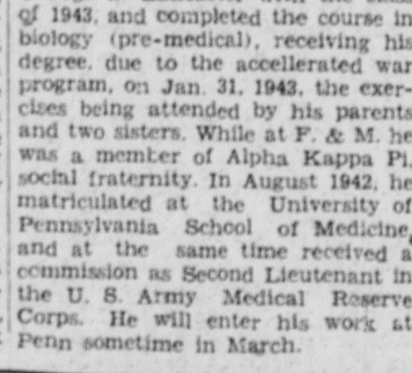 of 1943, and completed the course in
biology (pre-medical), receiving his
degree, due to the accellerated war
program, on Jan. 31, 1943, the exer-
cises being attended by his parents
and two sisters. While at F. & M. he
was a member of Alpha Kappa Pi
social fraternity. In August 1942, he
matriculated at the University of
Pennsylvania School of Medicine,
and at the same time received a
commission as Second Lieutenant in
the U. S. Army Medical Reserve
Corps. He will enter his work at
Penn sometime in March.